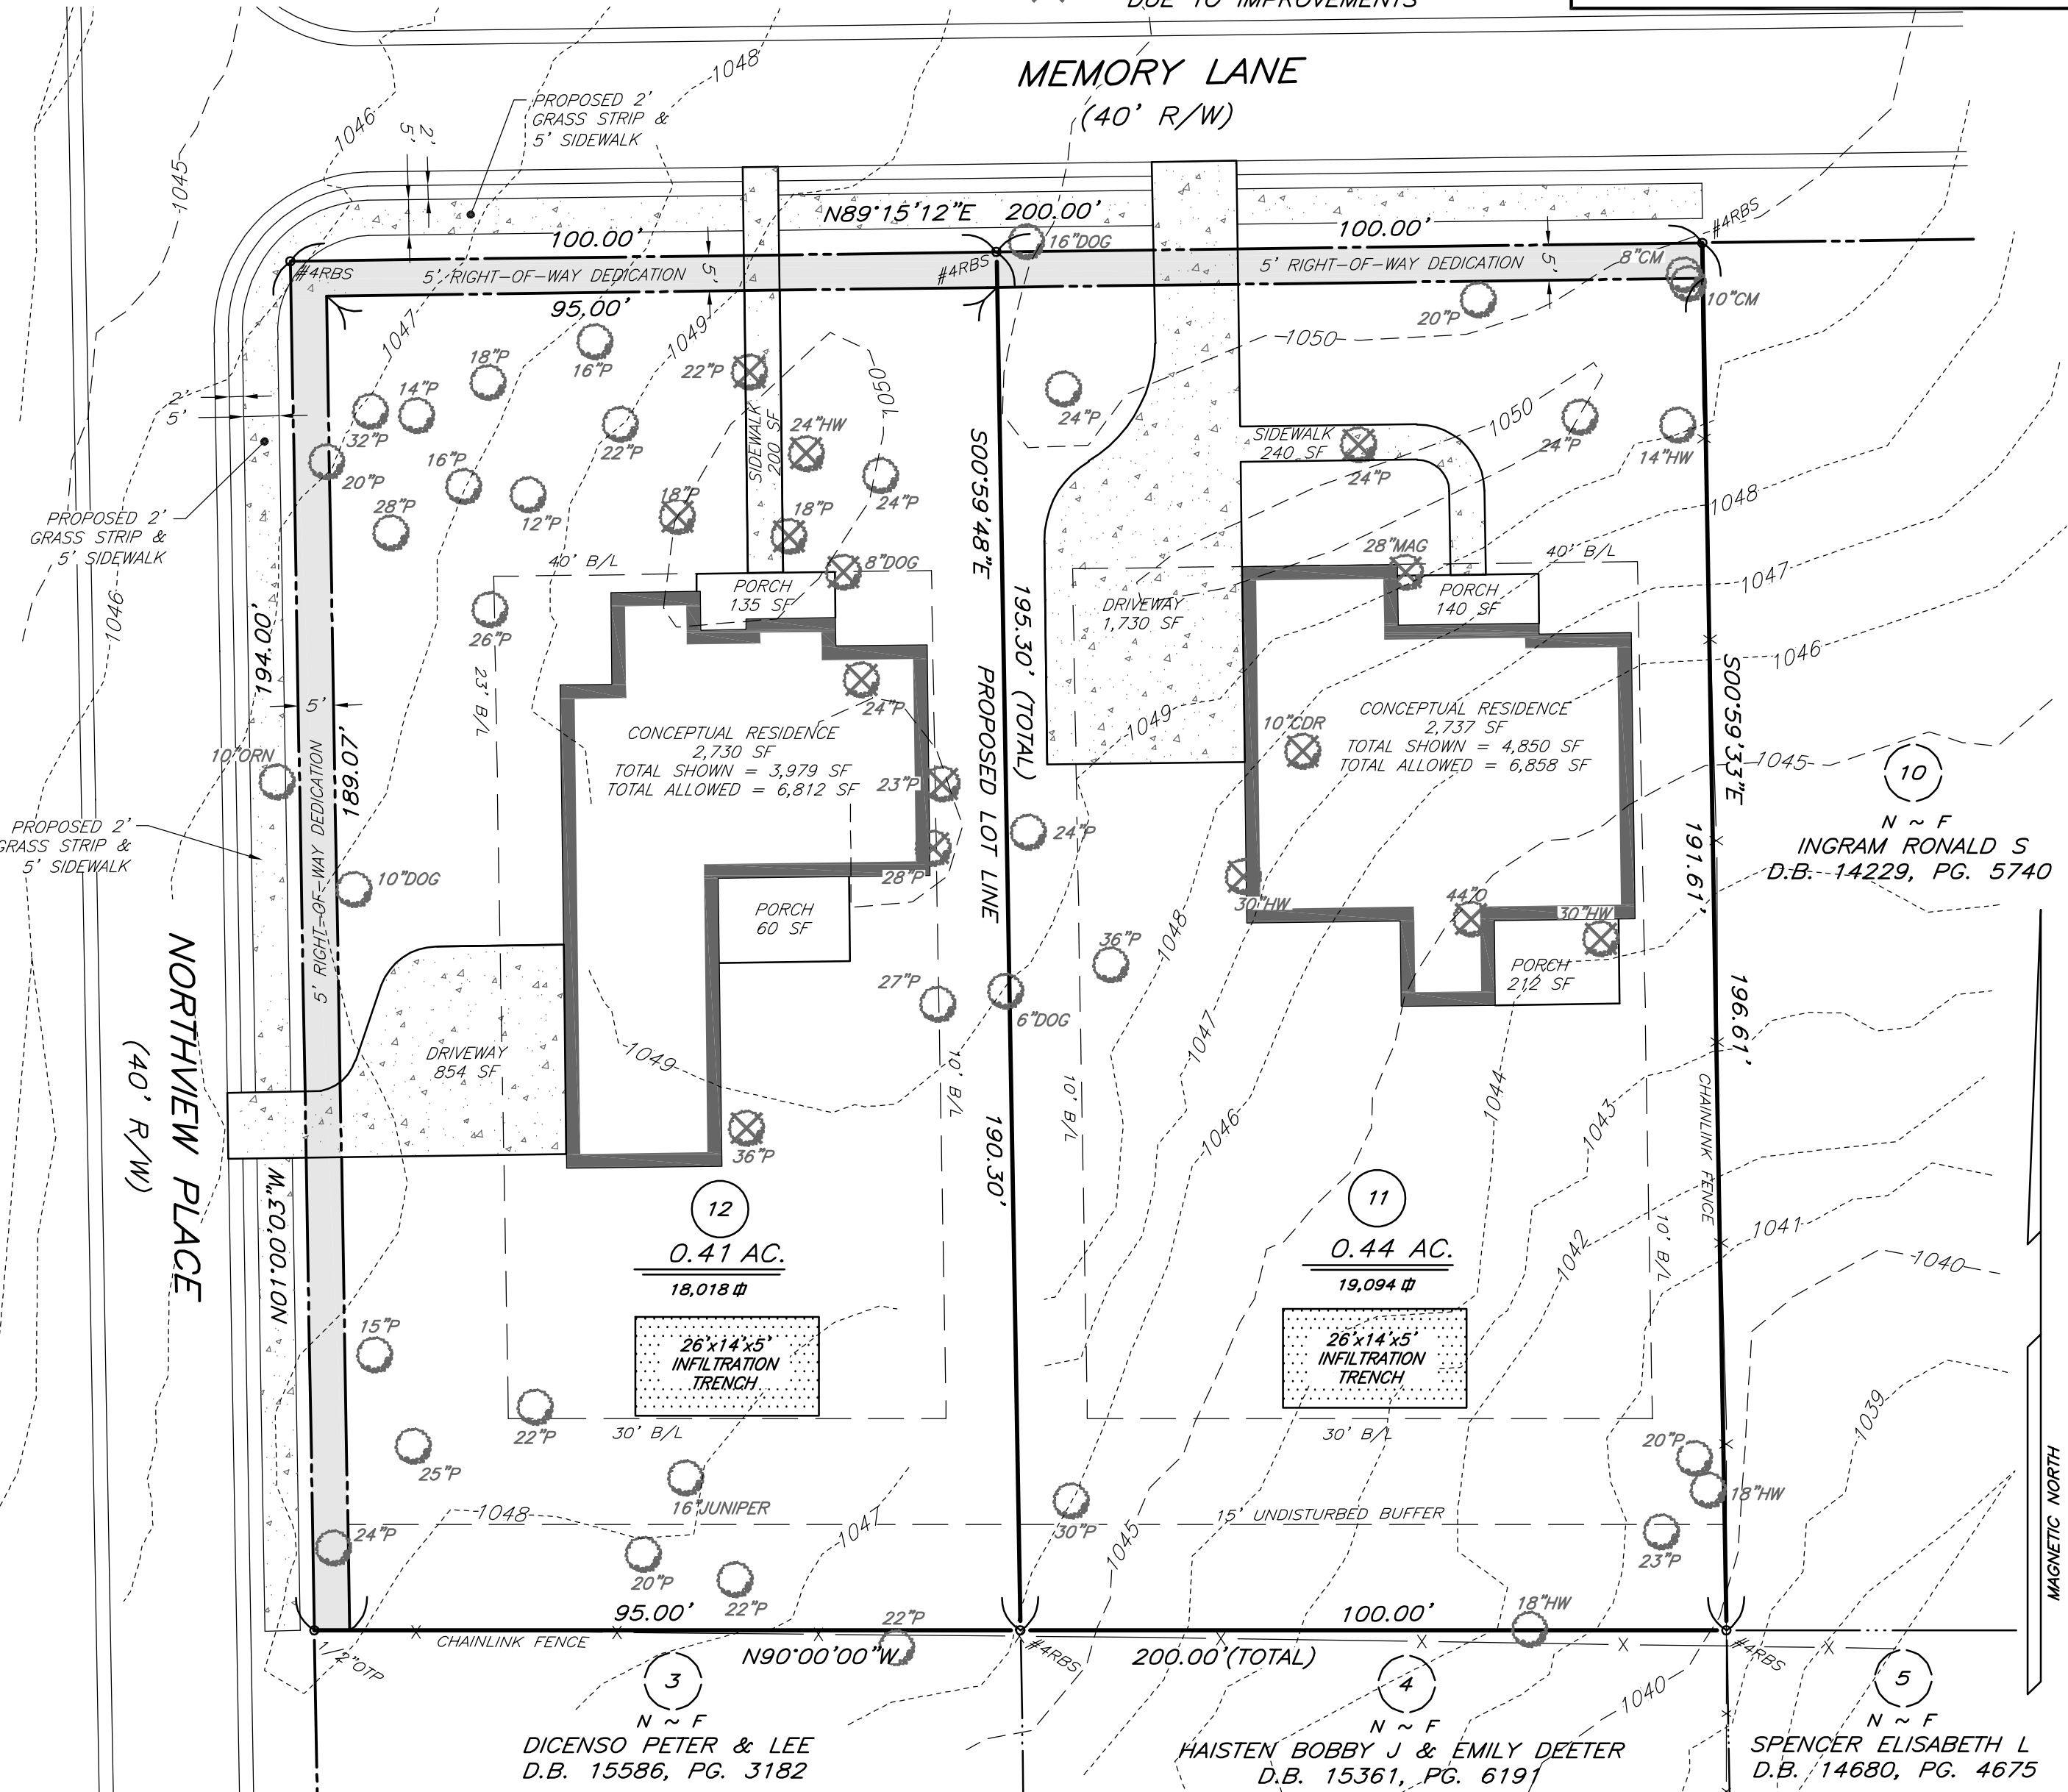 DUE TO IMPROVEMENTS
MEMORY LANE
(40' R/W)
1048
1046
1045
PROPOSED 2'
GRASS STRIP &
5' SIDEWALK
2'
5'
N89°15'12"E 200.00'
100.00'
100.00'
#4RBS
#4RBS
#4RBS
16"DOG
8"CM
10"CM
5' RIGHT-OF-WAY DEDICATION
5'
5' RIGHT-OF-WAY DEDICATION
5'
95.00'
1047
1049
1050
1050
1050
18"P
16"P
22"P
20"P
14"P
32"P
24"HW
24"P
22"P
24"P
14"HW
2'
5'
20"P
16"P
28"P
12"P
18"P
18"P
24"P
24"P
SIDEWALK
200 SF
SIDEWALK
240 SF
PROPOSED 2'
GRASS STRIP &
5' SIDEWALK
S00°59'48"E
195.30' (TOTAL)
PROPOSED LOT LINE
190.30'
1048
1047
1046
40' B/L
8"DOG
28"MAG
40' B/L
PORCH
135 SF
PORCH
140 SF
DRIVEWAY
1,730 SF
1046
194.00'
26"P
23' B/L
5'
189.07'
5' RIGHT-OF-WAY DEDICATION
24"P
CONCEPTUAL RESIDENCE
2,730 SF
TOTAL SHOWN = 3,979 SF
TOTAL ALLOWED = 6,812 SF
1049
10"CDR
CONCEPTUAL RESIDENCE
2,737 SF
TOTAL SHOWN = 4,850 SF
TOTAL ALLOWED = 6,858 SF
S00°59'33"E
191.61'
196.61'
1045
10
N ~ F
INGRAM RONALD S
D.B. 14229, PG. 5740
10"ORN
23"P
24"P
PROPOSED 2'
GRASS STRIP &
5' SIDEWALK
10"DOG
28"P
30"HW
44"O
30"HW
PORCH
60 SF
PORCH
212 SF
36"P
27"P
6"DOG
1048
1047
1046
1044
1043
1042
1041
1040
1039
NORTHVIEW PLACE
(40' R/W)
DRIVEWAY
854 SF
1049
10' B/L
10' B/L
10' B/L
CHAINLINK FENCE
36"P
N01°00'03"W
12
0.41 AC.
18,018
11
0.44 AC.
19,094
26'x14'x5'
INFILTRATION
TRENCH
26'x14'x5'
INFILTRATION
TRENCH
15"P
22"P
30' B/L
30' B/L
25"P
16"JUNIPER
20"P
18"HW
1048
1047
1045
30"P
15' UNDISTURBED BUFFER
24"P
20"P
22"P
23"P
95.00'
22"P
100.00'
18"HW
CHAINLINK FENCE
1/2"OTP
N90°00'00"W
#4RBS
200.00'(TOTAL)
#4RBS
1040
MAGNETIC NORTH
3
N ~ F
DICENSO PETER & LEE
D.B. 15586, PG. 3182
4
N ~ F
HAISTEN BOBBY J & EMILY DEETER
D.B. 15361, PG. 6191
5
N ~ F
SPENCER ELISABETH L
D.B. 14680, PG. 4675